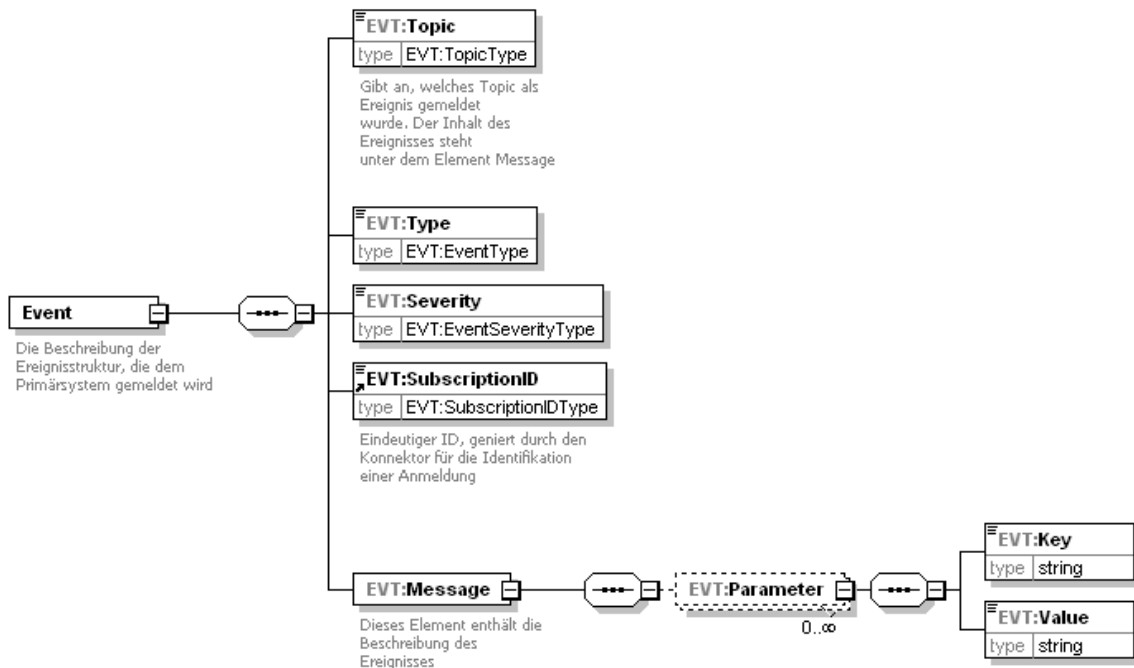 EVT:Topic
type EVT:TopicType
Gibt an, welches Topic als
Ereignis gemeldet
wurde. Der Inhalt des
Ereignisses steht
unter dem Element Message
EVT:Type
type EVT:EventType
Event
Die Beschreibung der
Ereignisstruktur, die dem
Primärsystem gemeldet wird
EVT:Severity
type EVT:EventSeverityType
EVT:SubscriptionID
type EVT:SubscriptionIDType
Eindeutiger ID, geniert durch den
Konnektor für die Identifikation
einer Anmeldung
EVT:Message
Dieses Element enthält die
Beschreibung des
Ereignisses
EVT:Parameter
0..∞
EVT:Key
type string
EVT:Value
type string